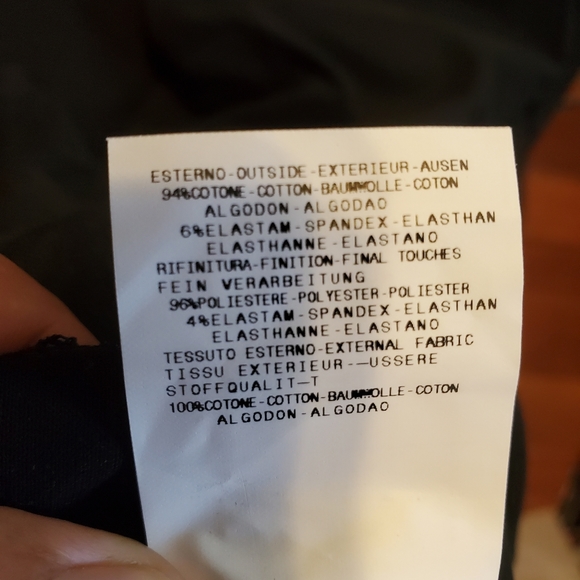 ESTERNO-OUTSIDE-EXTERIEUR-AUSEN
94%COTONE-COTTON-BAUMWOLLE-COTON
ALGODON-ALGODAO
6%ELASTAM-SPANDEX-ELASTHAN
ELASTHANNE-ELASTANO
RIFINITURA-FINITION-FINAL TOUCHES
FEIN VERARBEITUNG
96%POLIESTERE-POLYESTER-POLIESTER
4%ELASTAM-SPANDEX-ELASTHAN
ELASTHANNE-ELASTANO
TESSUTO ESTERNO-EXTERNAL FABRIC
TISSU EXTERIEUR-—USSERE
STOFFQUALIT—T
100%COTONE-COTTON-BAUMWOLLE-COTON
ALGODON-ALGODAO